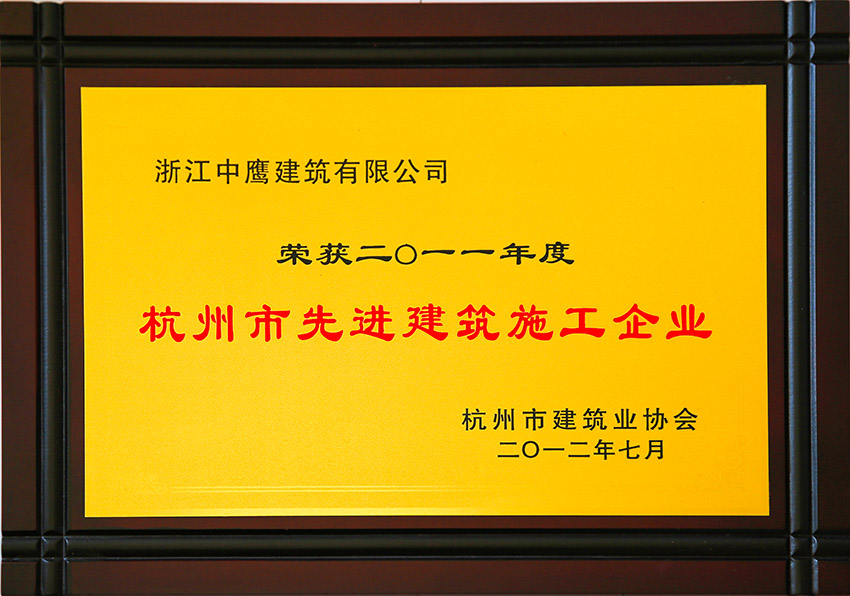 浙江中鹰建筑有限公司
荣获二〇一一年度
杭州市先进建筑施工企业
杭州市建筑业协会
二〇一二年七月